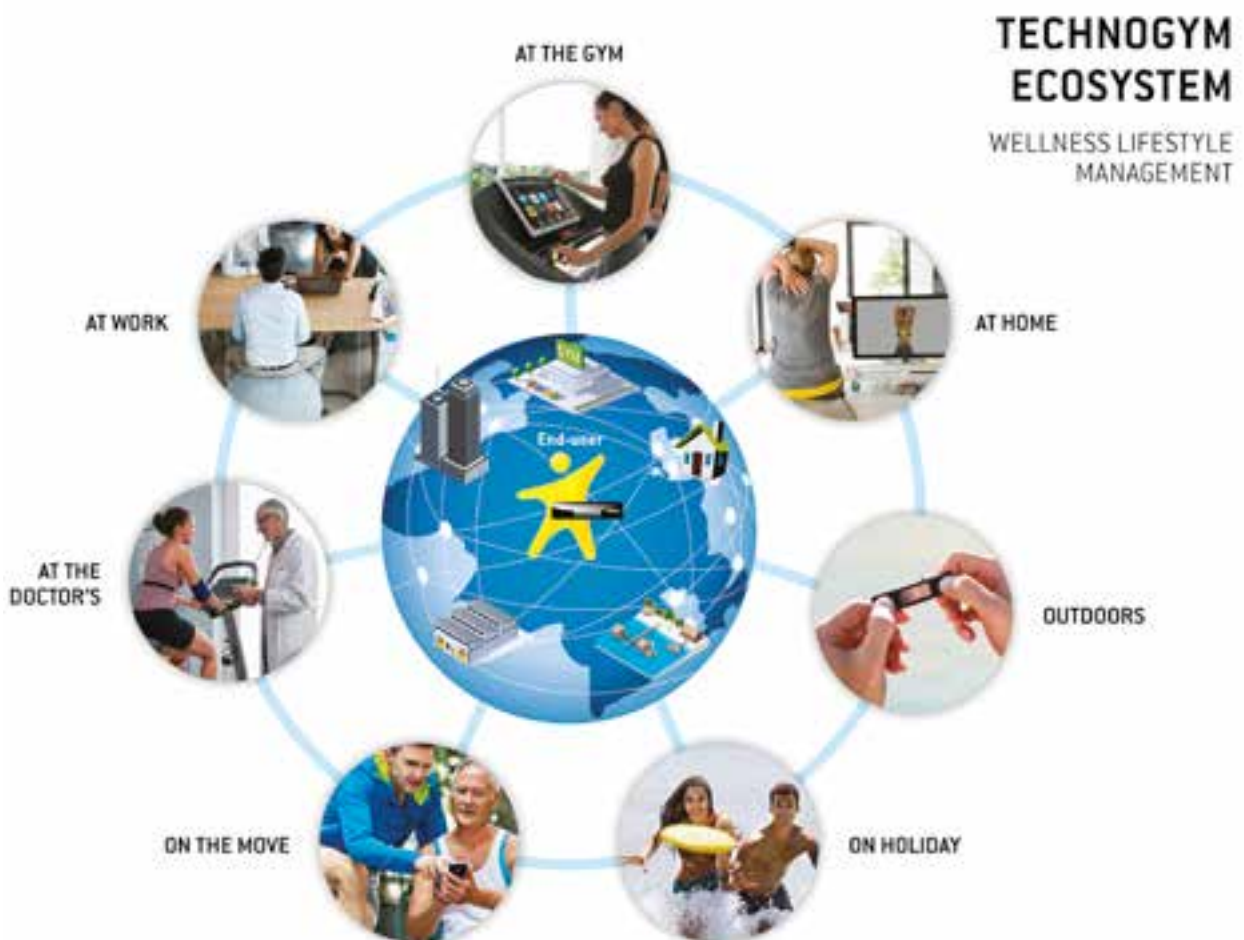 TECHNOGYM
ECOSYSTEM
WELLNESS LIFESTYLE
MANAGEMENT
AT THE GYM
AT WORK
AT HOME
End-user
AT THE
DOCTOR'S
OUTDOORS
ON THE MOVE
ON HOLIDAY